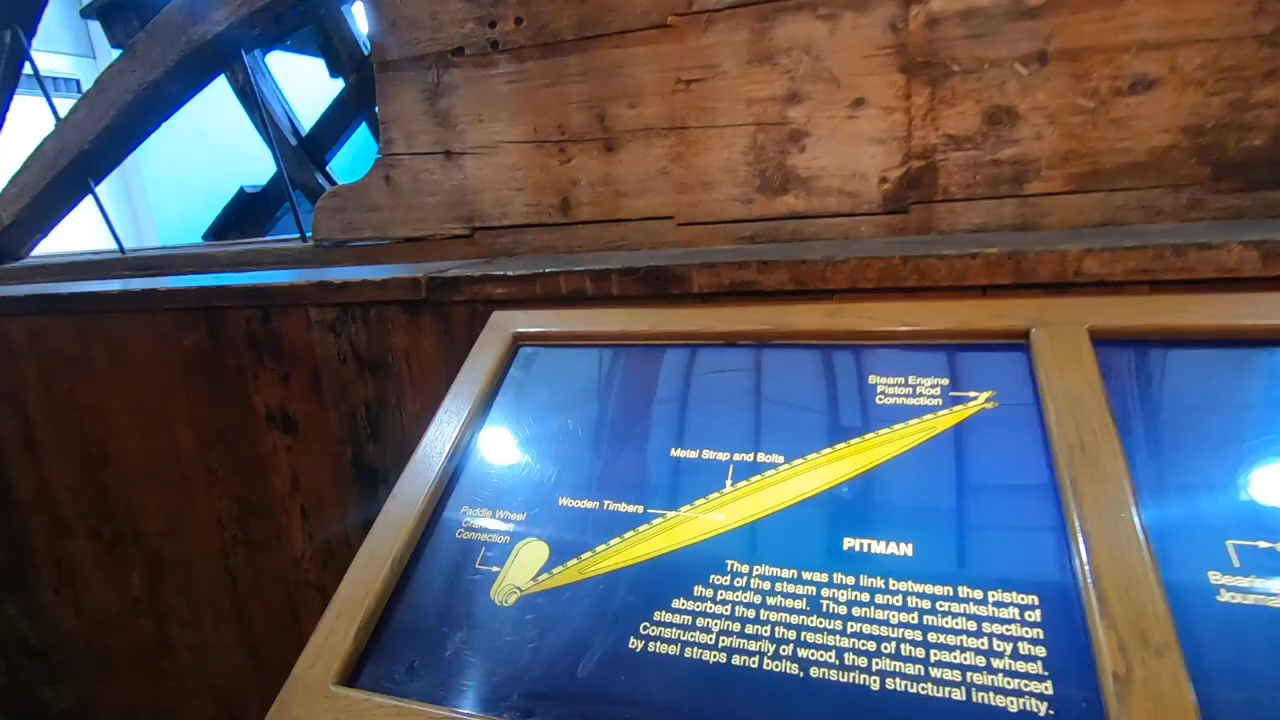 Steam Engine
Piston Rod
Connection
Metal Strap and Bolts
Wooden Timbers
Paddle Wheel
Crankshaft
Connection
PITMAN
The pitman was the link between the piston
rod of the steam engine and the crankshaft of
the paddle wheel. The enlarged middle section
absorbed the tremendous pressures exerted by the
steam engine and the resistance of the paddle wheel.
Constructed primarily of wood, the pitman was reinforced
by steel straps and bolts, ensuring structural integrity.